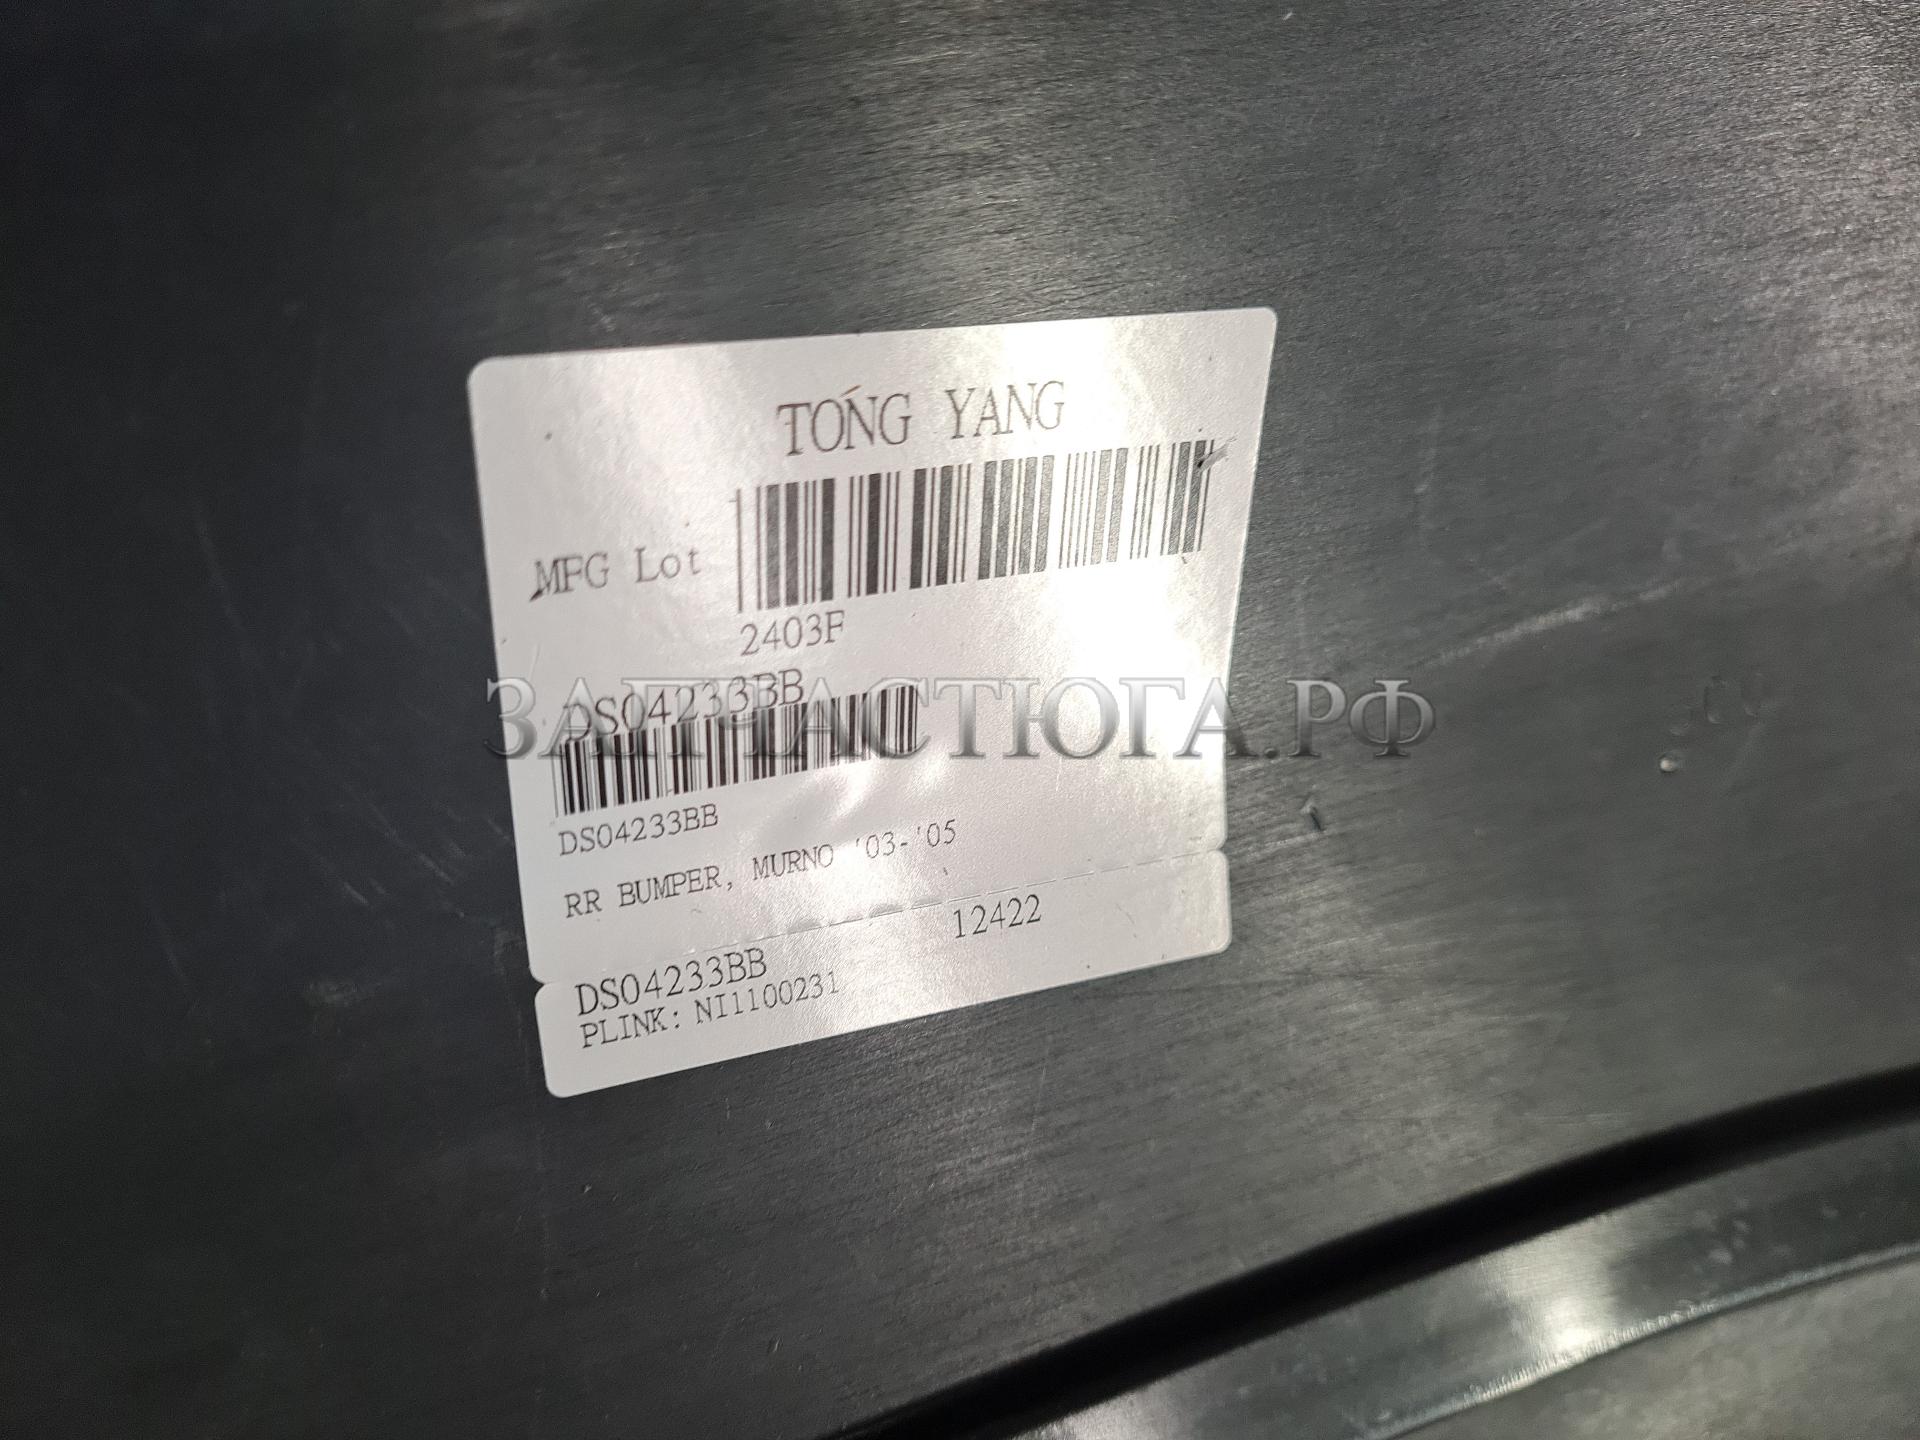 TONG YANG
MFG Lot
2403F
DS04233BB
ЗАПЧАСТЮГА.РФ
DS04233BB
RR BUMPER, MURNO '03-'05
DS04233BB 12422
PLINK: NI1100231